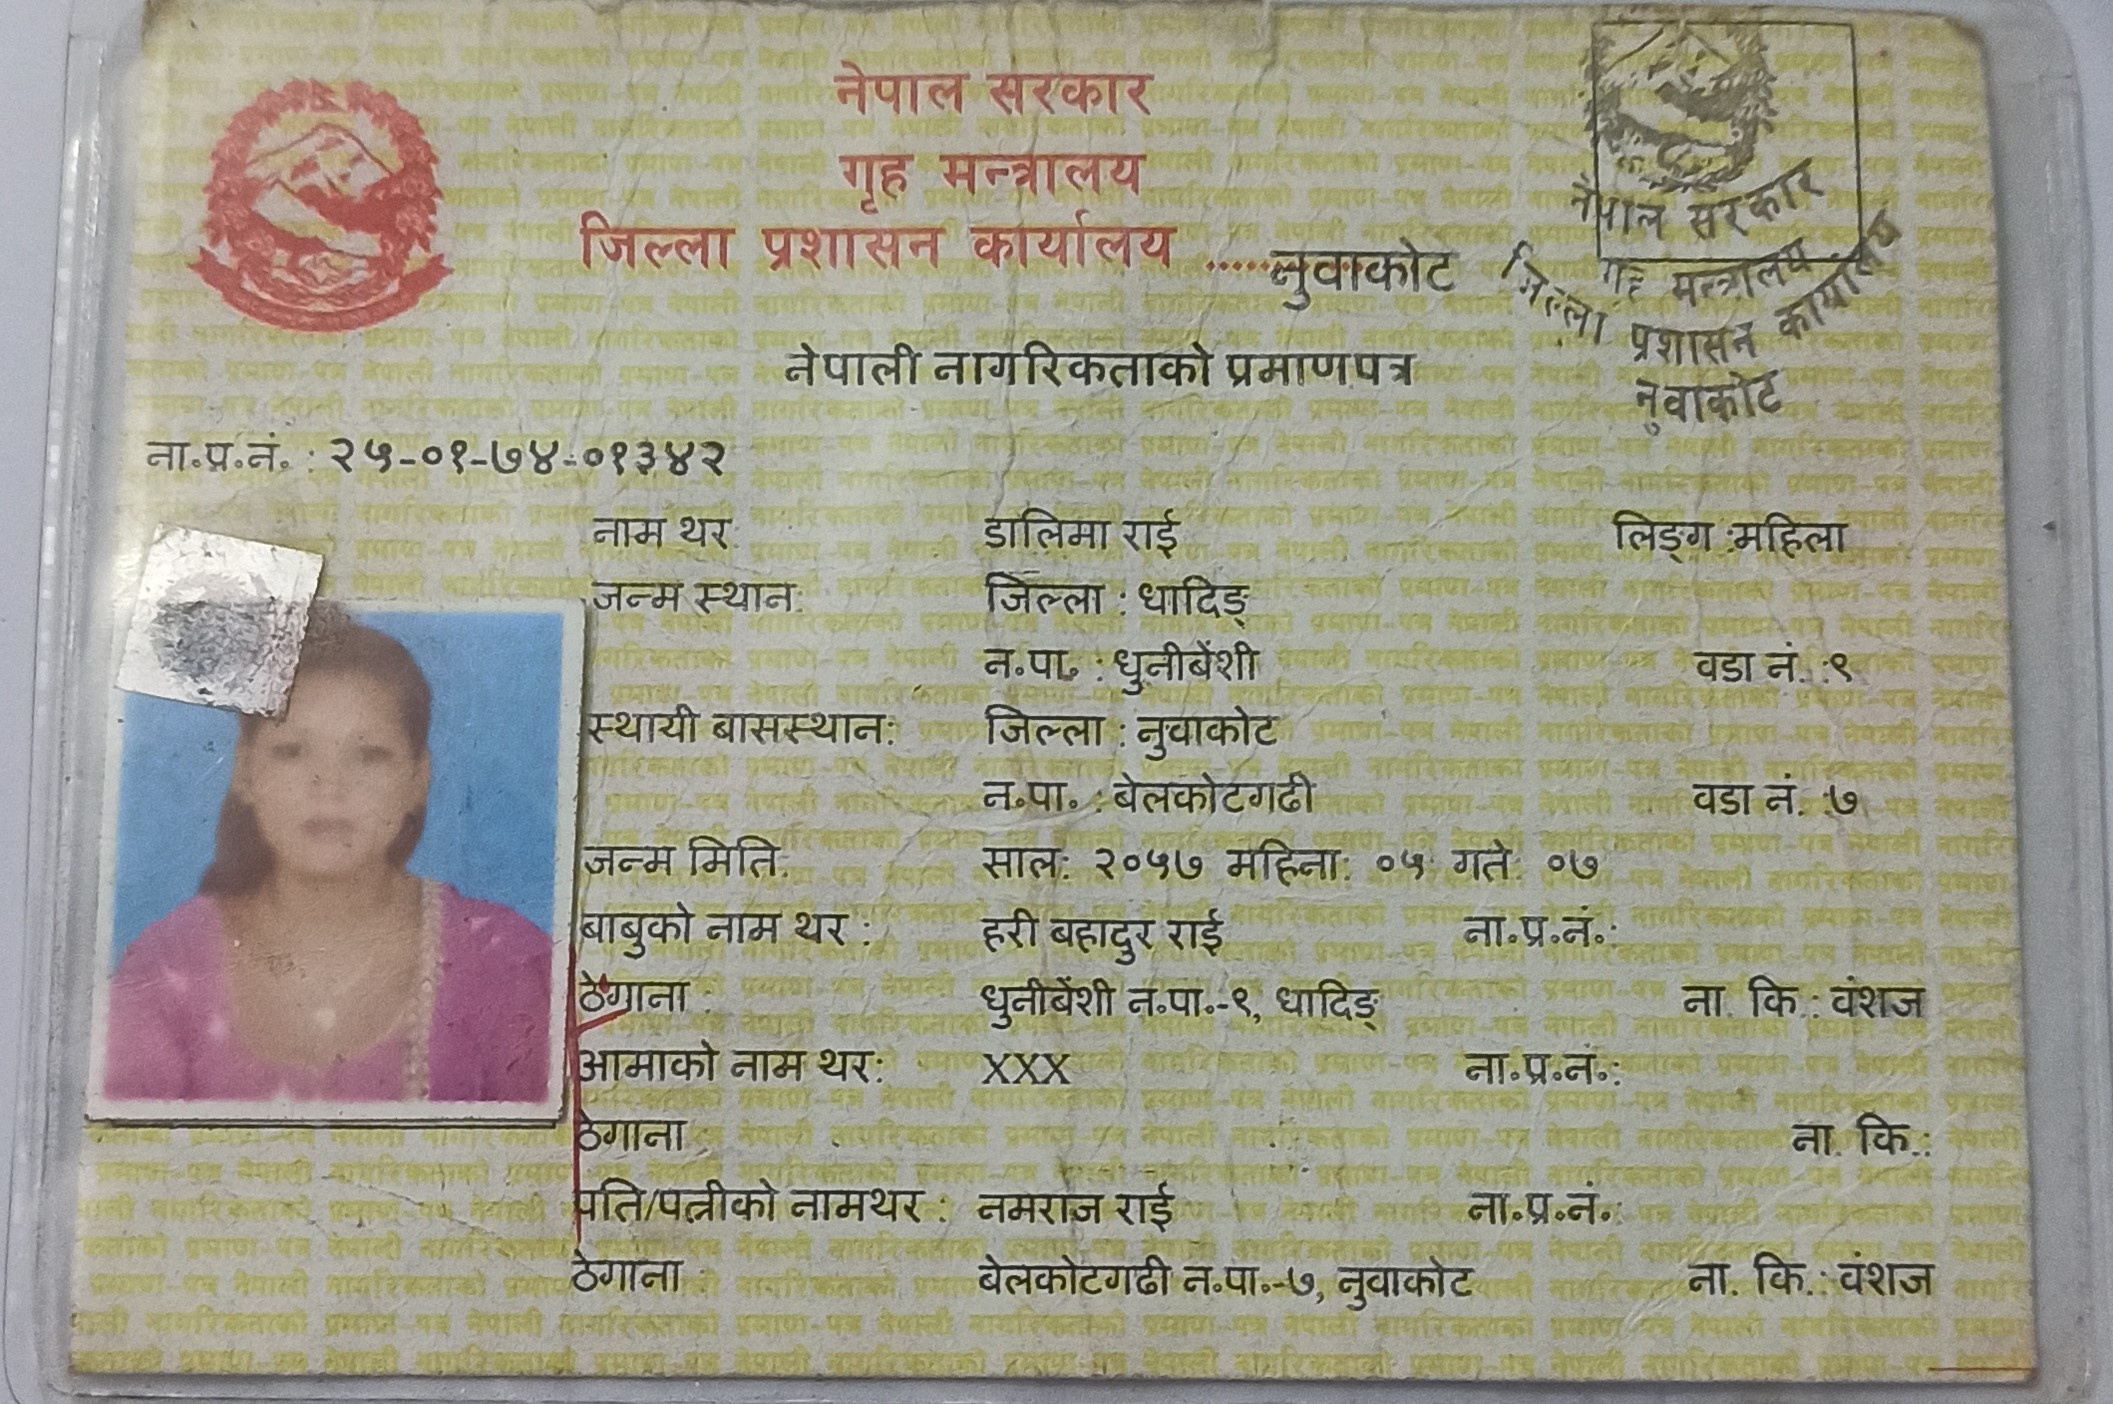 नेपाल सरकार
गृह मन्त्रालय
जिल्ला प्रशासन कार्यालय ......नुवाकोट
नेपाल सरकार
गृह मन्त्रालय
जिल्ला प्रशासन कार्यालय
नुवाकोट
नेपाली नागरिकताको प्रमाणपत्र
ना.प्र.नं. : २५-०१-७४-०१३४२
नाम थर: डालिमा राई लिङ्ग :महिला
जन्म स्थान: जिल्ला : धादिङ्
न.पा. : धुनीबेंशी वडा नं. :९
स्थायी बासस्थान: जिल्ला : नुवाकोट
न.पा. : बेलकोटगढी वडा नं. :७
जन्म मिति: साल: २०५७ महिना: ०५ गते: ०७
बाबुको नाम थर : हरी बहादुर राई ना.प्र.नं.:
ठेगाना : धुनीबेंशी न.पा.-९, धादिङ् ना. कि.: वंशज
आमाको नाम थर: XXX ना.प्र.नं.:
ठेगाना : ना. कि.:
पति/पत्नीको नामथर : नमराज राई ना.प्र.नं.:
ठेगाना : बेलकोटगढी न.पा.-७, नुवाकोट ना. कि.: वंशज